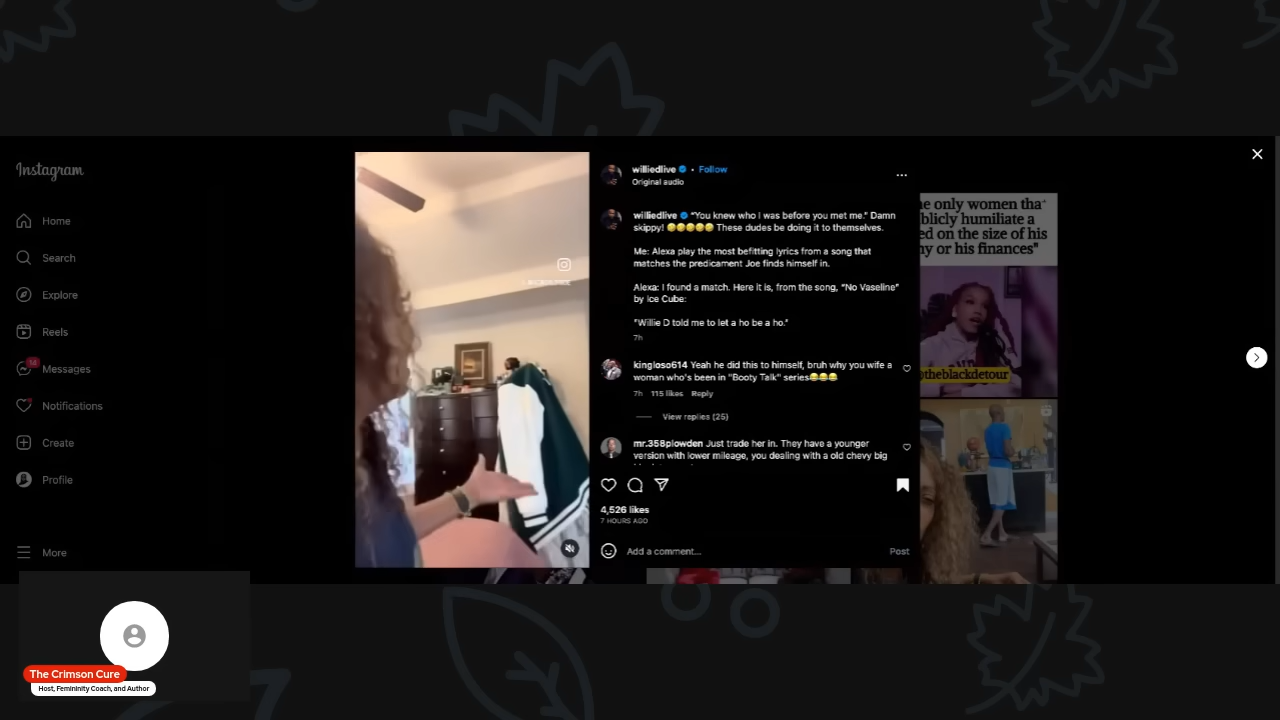 Instagram
Home
Search
Explore
Reels
14
Messages
Notifications
Create
Profile
More
williedlive • Follow
Original audio
williedlive "You knew who I was before you met me." Damn
skippy! 🤣🤣🤣🤣🤣 These dudes be doing it to themselves.
Me: Alexa play the most befitting lyrics from a song that
matches the predicament Joe finds himself in.
Alexa: I found a match. Here it is, from the song, "No Vaseline"
by Ice Cube:
"Willie D told me to let a ho be a ho."
7h
kingloso614 Yeah he did this to himself, bruh why you wife a
woman who's been in "Booty Talk" series😂😂😂
7h 115 likes Reply
View replies (25)
mr.358plowden Just trade her in. They have a younger
version with lower mileage, you dealing with a old chevy big
4,526 likes
7 HOURS AGO
Add a comment...
Post
only women tha
blicly humiliate a
ed on the size of his
y or his finances"
@theblackdetour
The Crimson Cure
Host, Femininity Coach, and Author